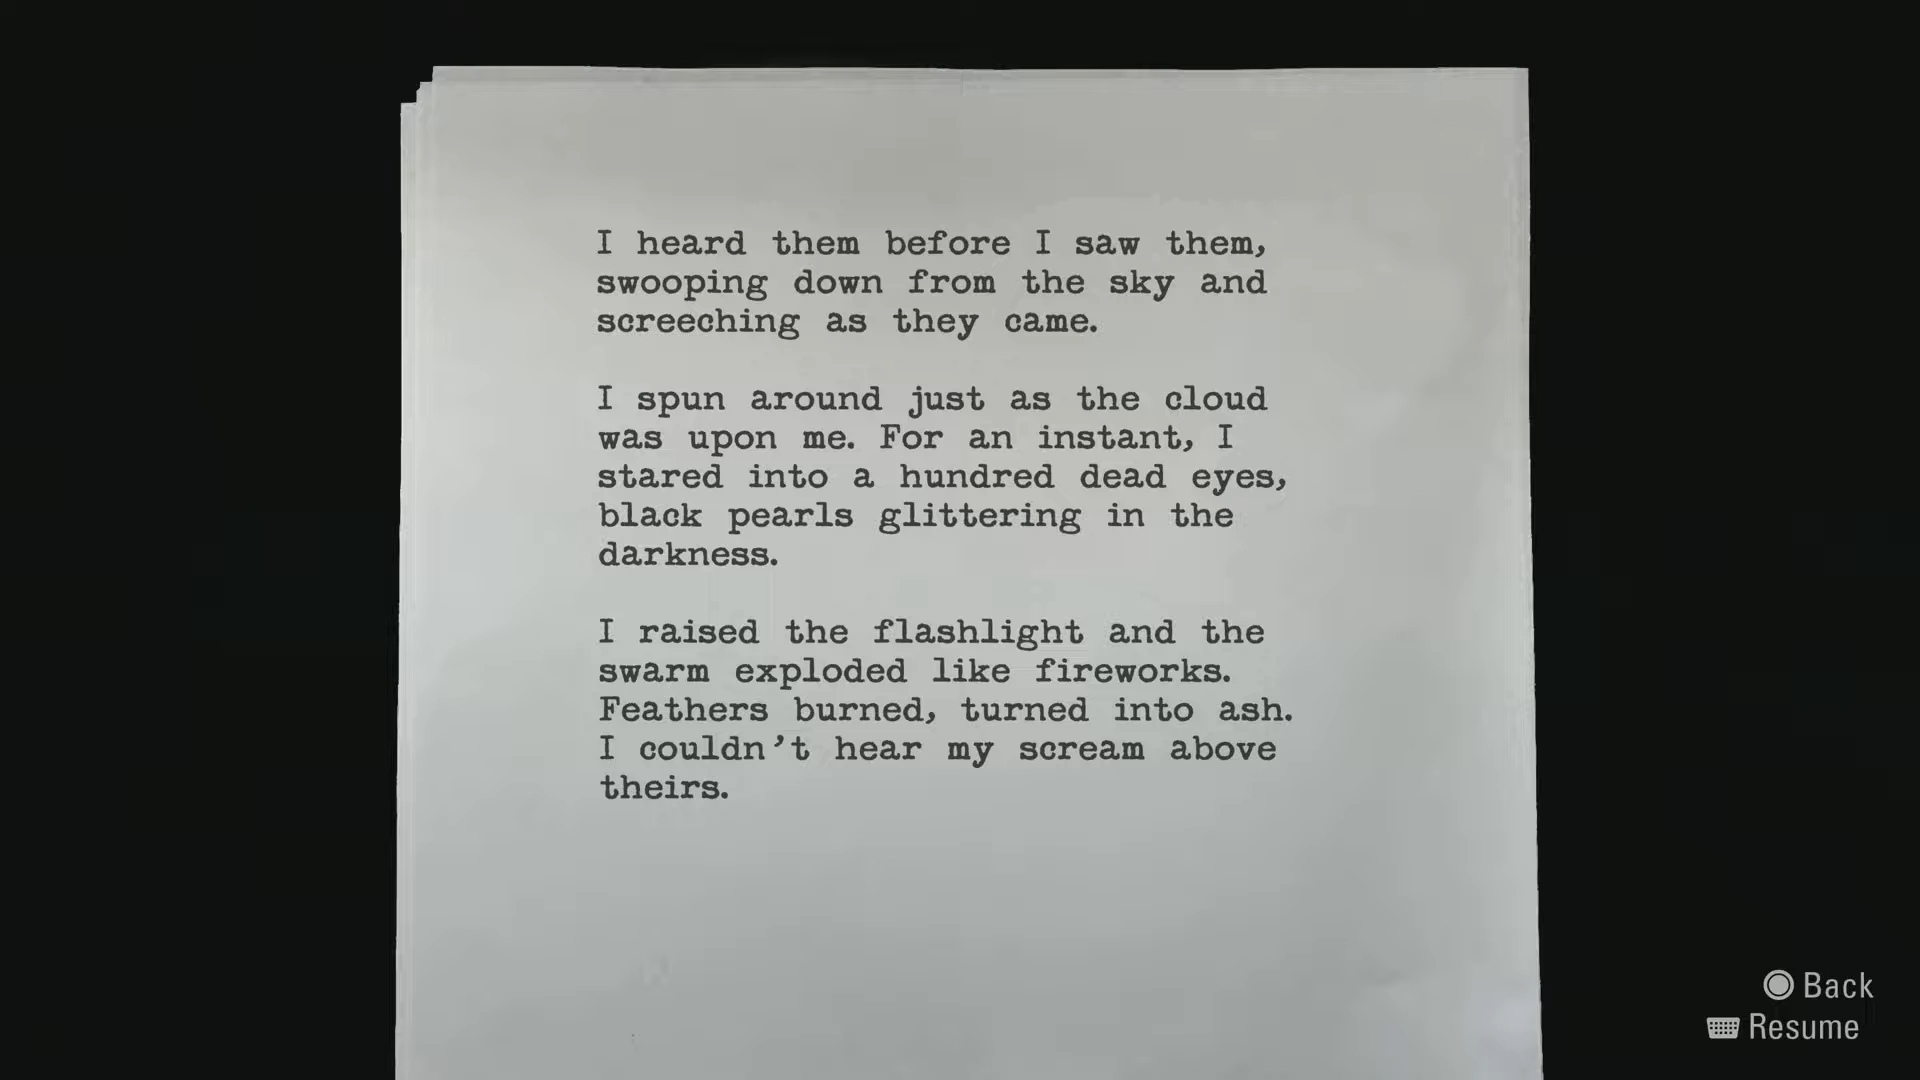 I heard them before I saw them,
swooping down from the sky and
screeching as they came.
I spun around just as the cloud
was upon me. For an instant, I
stared into a hundred dead eyes,
black pearls glittering in the
darkness.
I raised the flashlight and the
swarm exploded like fireworks.
Feathers burned, turned into ash.
I couldn't hear my scream above
theirs.
Back
Resume